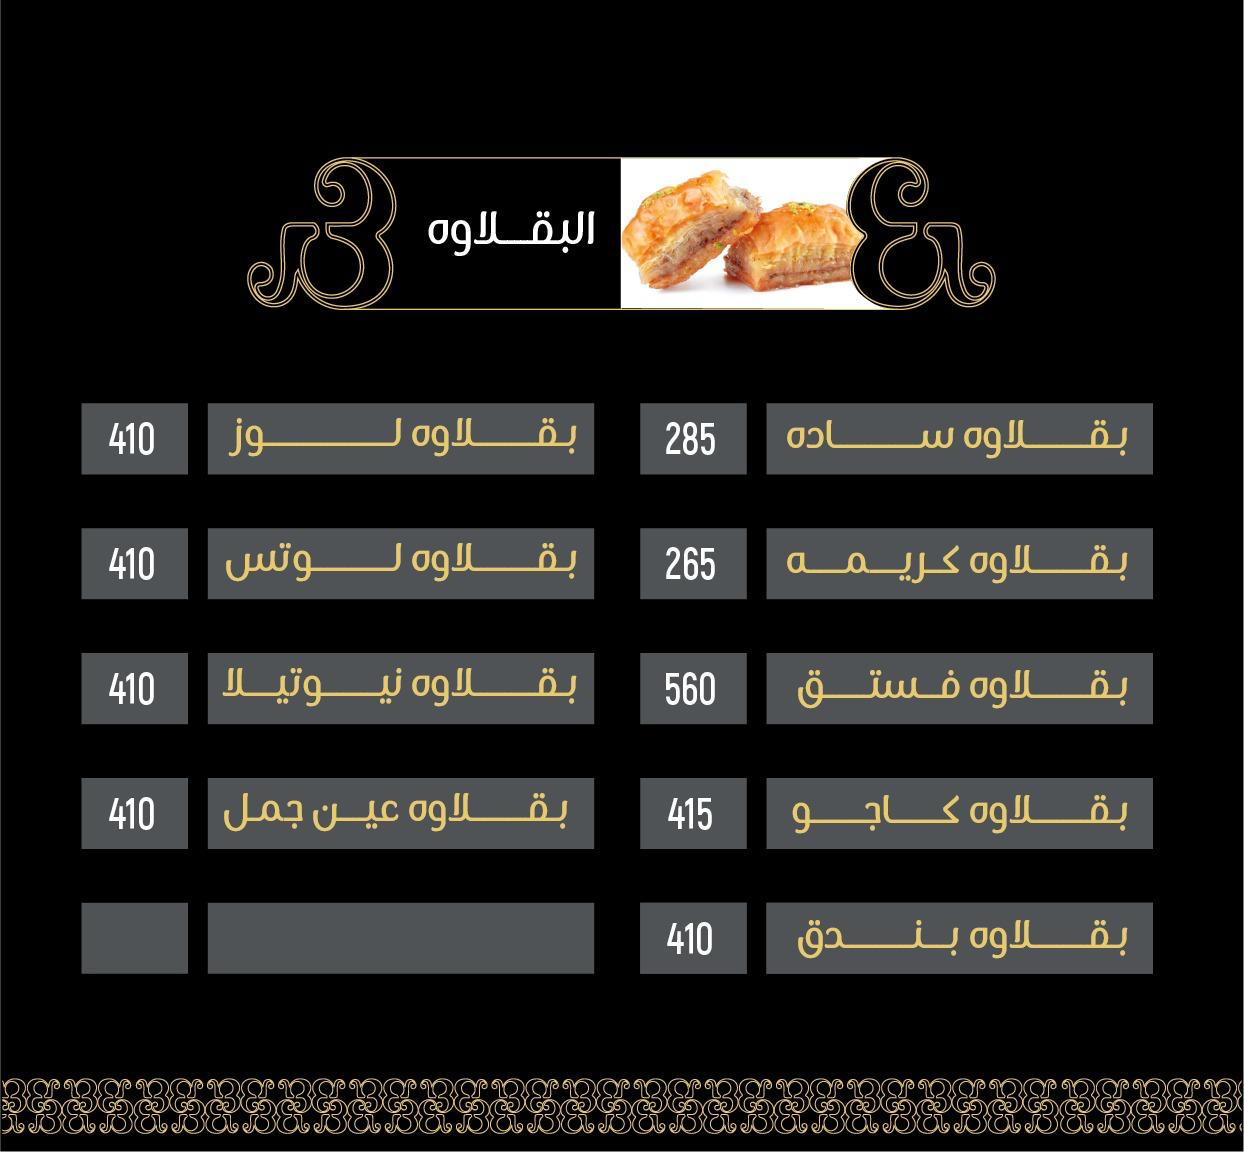 البقلاوه
بقلاوه ساده 285
بقلاوه كريمه 265
بقلاوه فستق 560
بقلاوه كاجو 415
بقلاوه بندق 410
بقلاوه لوز 410
بقلاوه لوتس 410
بقلاوه نيوتيلا 410
بقلاوه عين جمل 410